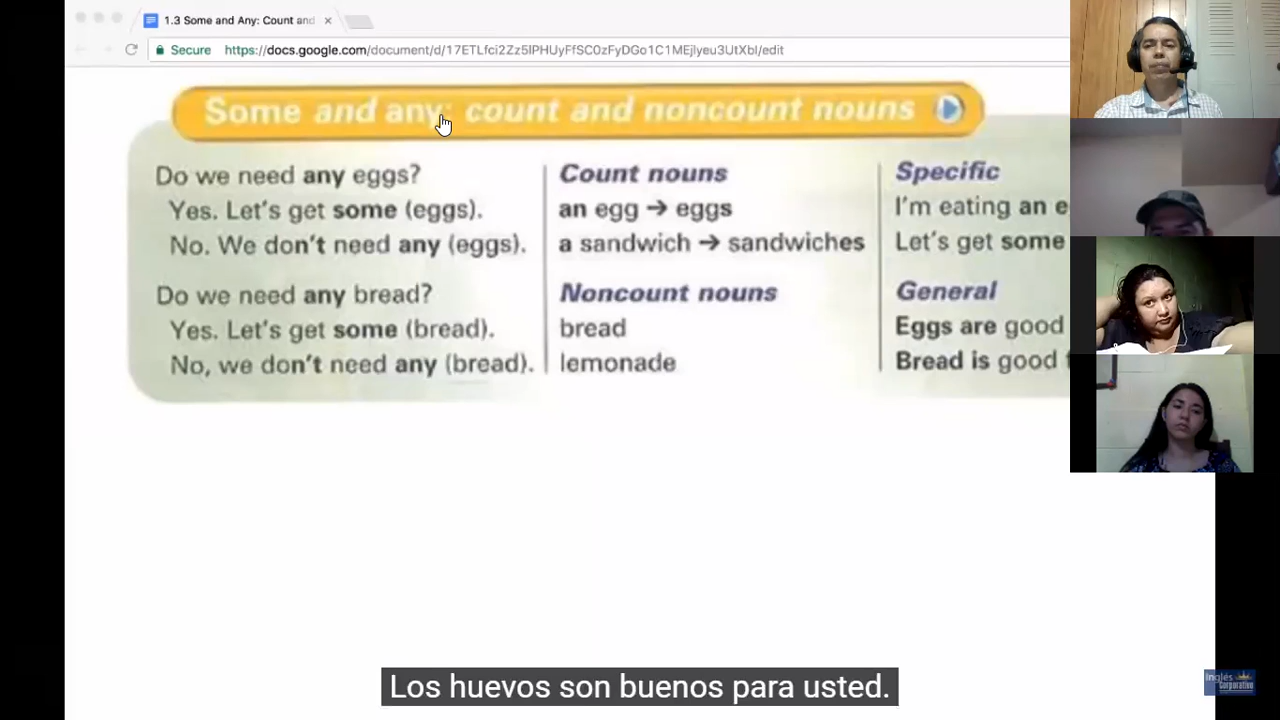 1.3 Some and Any: Count and
Secure https://docs.google.com/document/d/17ETLfci2Zz5IPHUyFfSC0zFyDGo1C1MEjlyeu3UtXbI/edit
Some and any: count and noncount nouns
Do we need any eggs?
Yes. Let's get some (eggs).
No. We don't need any (eggs).
Do we need any bread?
Yes. Let's get some (bread).
No, we don't need any (bread).
Count nouns
an egg → eggs
a sandwich → sandwiches
Noncount nouns
bread
lemonade
Specific
I'm eating an e
Let's get some
General
Eggs are good
Bread is good
Los huevos son buenos para usted.
Inglés
Corporativo